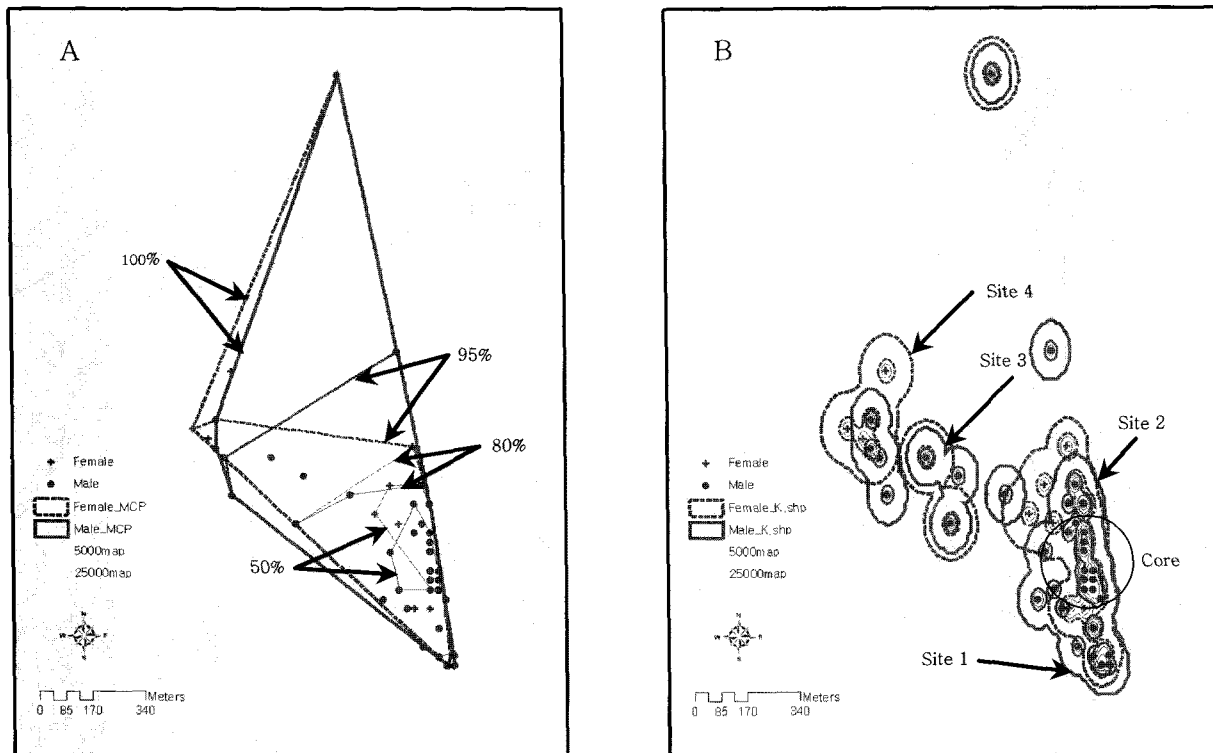 A
100%
95%
80%
50%
Female
Male
Female_MCP
Male_MCP
5000map
25000map
N
W
E
S
Meters
0 85 170 340
B
Site 4
Site 3
Site 2
Core
Site 1
Female
Male
Female_K.shp
Male_K.shp
5000map
25000map
N
W
E
S
Meters
0 85 170 340